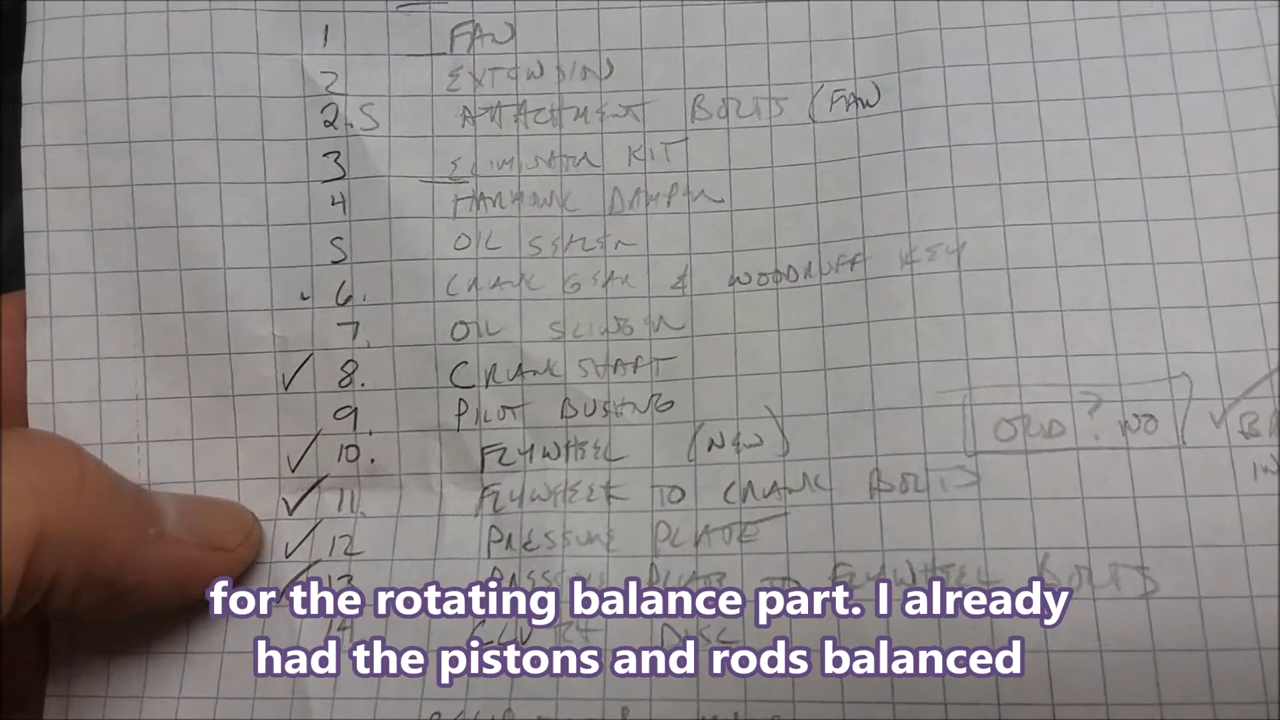 1 FAN
2 EXTENSION
2.5 ATTACHMENT BOLTS (FAN
3 KIT
4 HARMONIC DAMPER
5 OIL
6. CRANK GEAR & WOODRUFF KEY
7. OIL SLINGER
✓ 8. CRANKSHAFT
9. PILOT BUSHING
✓ 10. FLYWHEEL (NEW)
OLD? NO ✓
✓ 11. FLYWHEEL TO CRANK BOLTS
✓ 12 PRESSURE PLATE
✓ 13 PRESSURE PLATE TO FLYWHEEL BOLTS
14. CLUTCH DISC
for the rotating balance part. I already
had the pistons and rods balanced